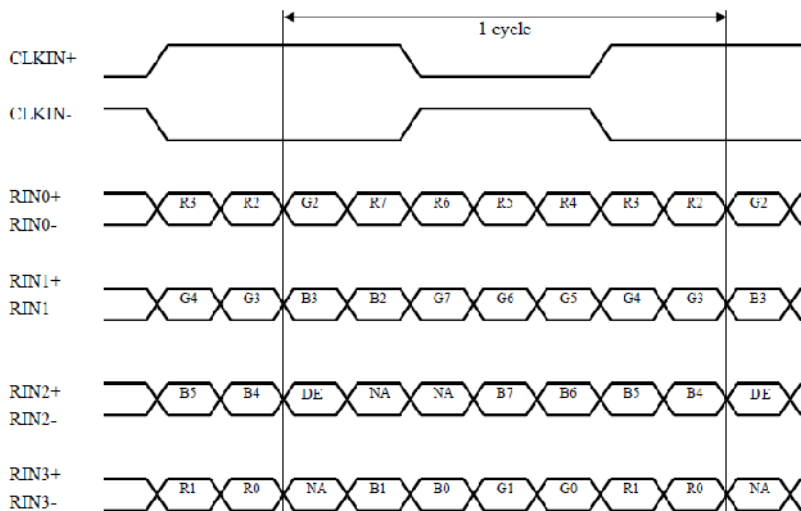 1 cycle
CLKIN+
CLKIN-
RIN0+
R3 R2 G2 R7 R6 R5 R4 R3 R2 G2
RIN0-
RIN1+
G4 G3 B3 B2 G7 G6 G5 G4 G3 B3
RIN1
RIN2+
B5 B4 DE NA NA B7 B6 B5 B4 DE
RIN2-
RIN3+
R1 R0 NA B1 B0 G1 G0 R1 R0 NA
RIN3-